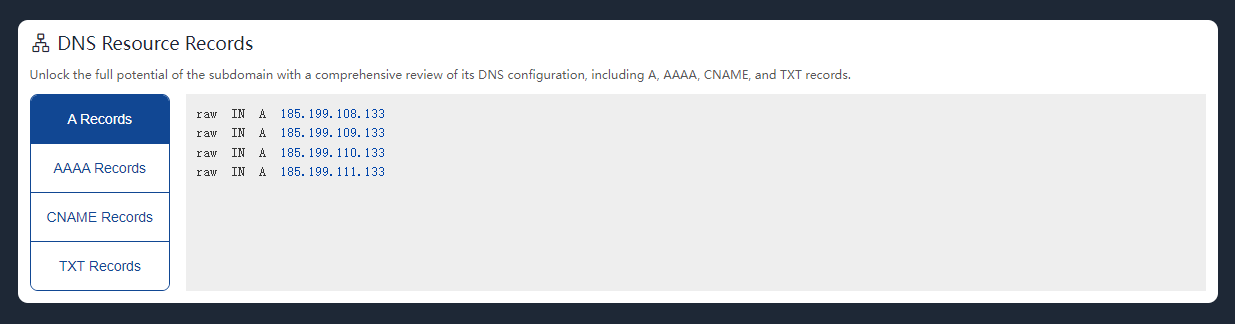 DNS Resource Records
Unlock the full potential of the subdomain with a comprehensive review of its DNS configuration, including A, AAAA, CNAME, and TXT records.
A Records
AAAA Records
CNAME Records
TXT Records
raw IN A 185.199.108.133
raw IN A 185.199.109.133
raw IN A 185.199.110.133
raw IN A 185.199.111.133